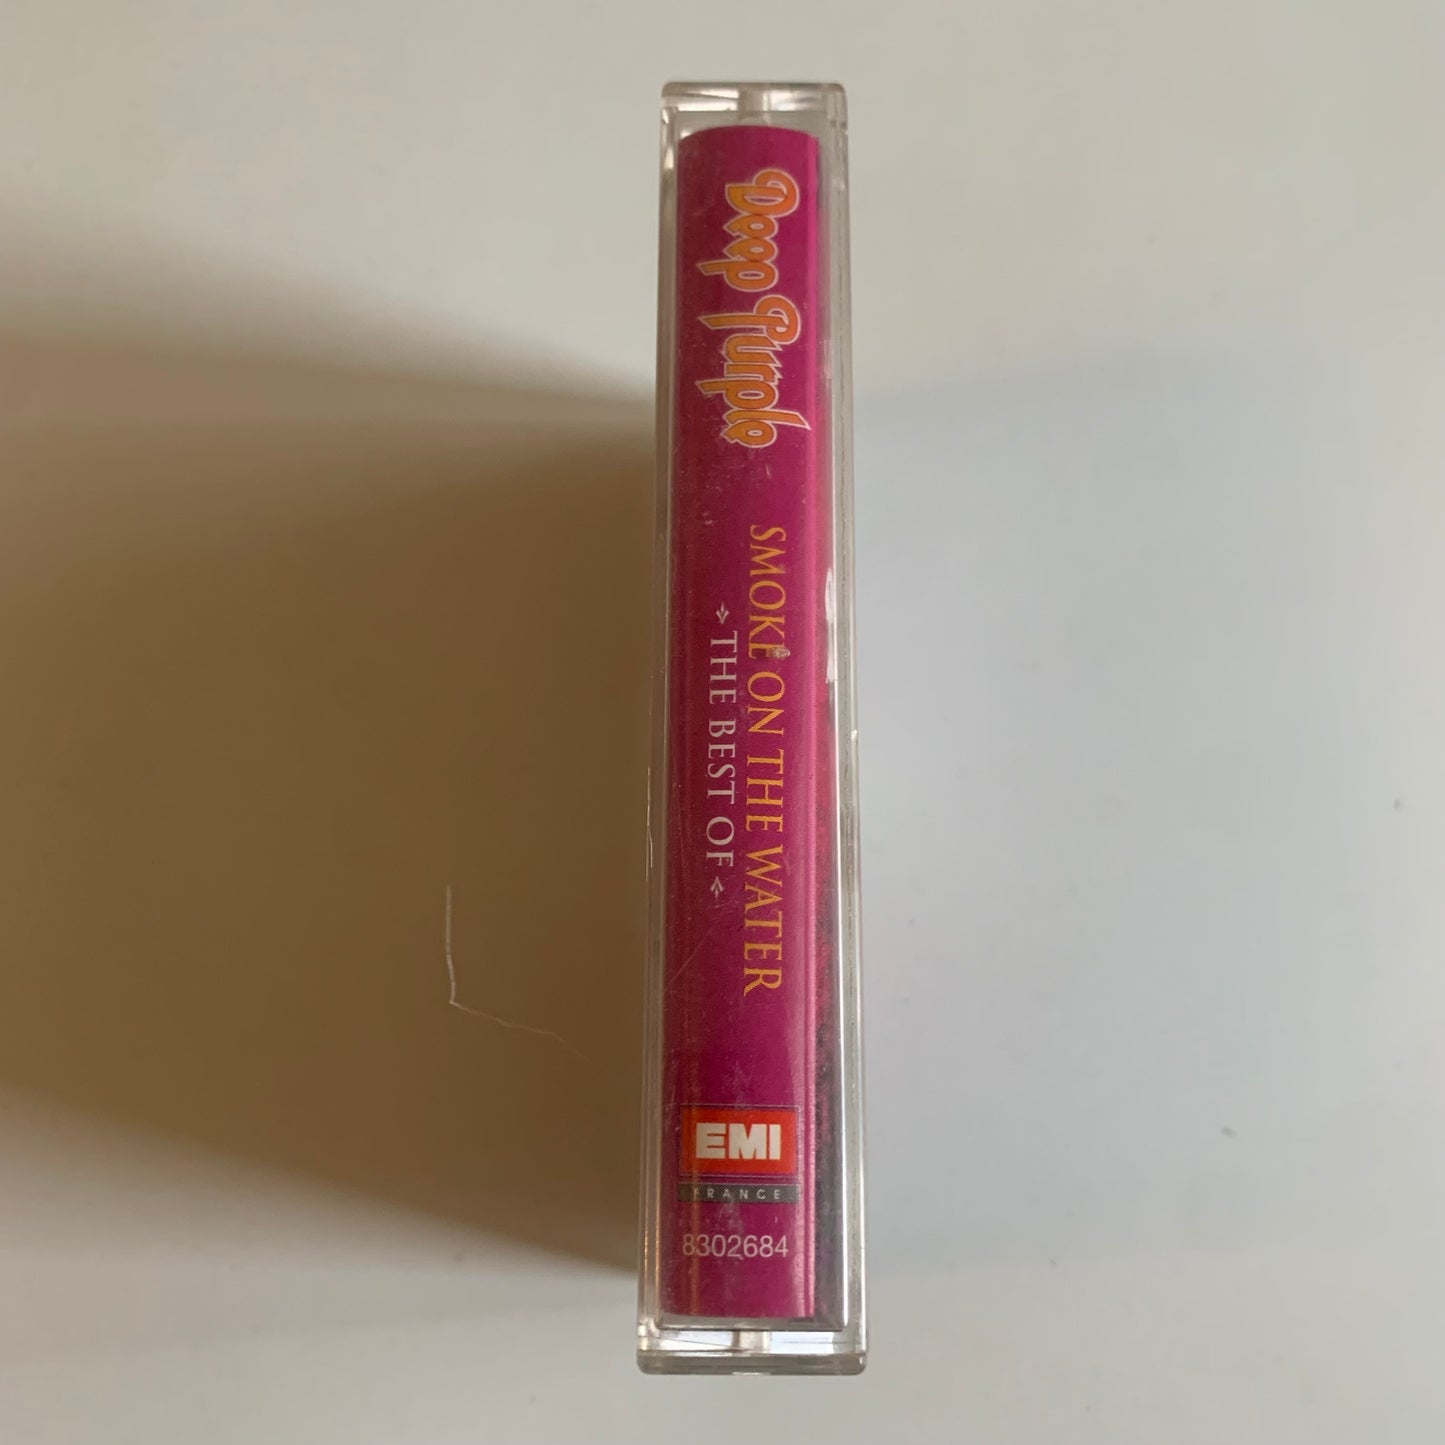 Deep Purple
SMOKE ON THE WATER
THE BEST OF
EMI
FRANCE
8302684